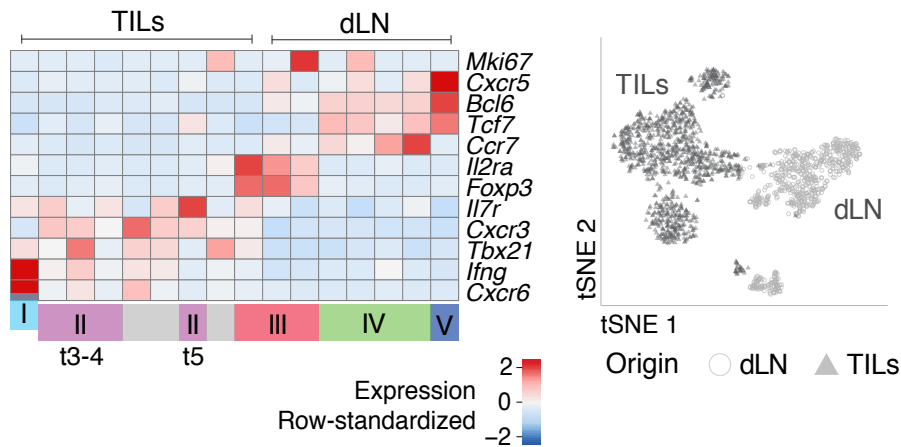 TILs dLN
Mki67
Cxcr5
Bcl6
Tcf7
Ccr7
Il2ra
Foxp3
Il7r
Cxcr3
Tbx21
Ifng
Cxcr6
I II II III IV V
t3-4 t5
Expression
Row-standardized
2
0
−2
TILs
dLN
tSNE 2
tSNE 1
Origin dLN TILs